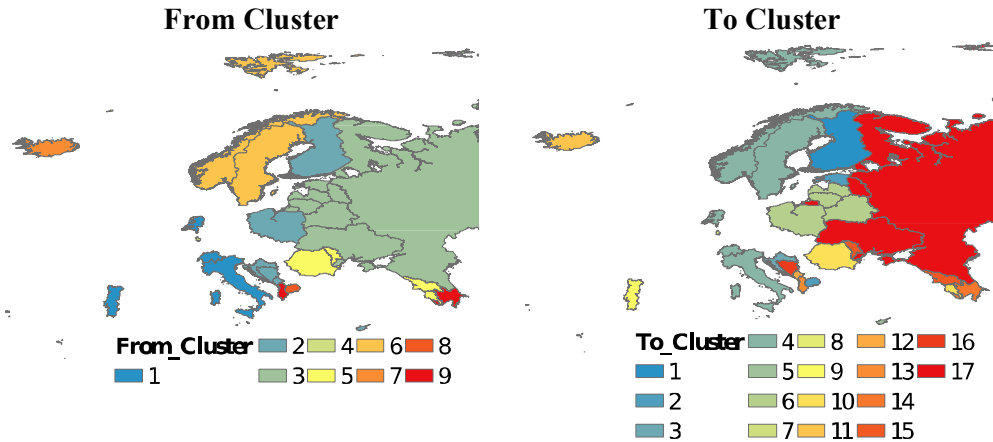 From Cluster
To Cluster
From_Cluster 2 4 6 8
1 3 5 7 9
To_Cluster 4 8 12 16
1 5 9 13 17
2 6 10 14
3 7 11 15